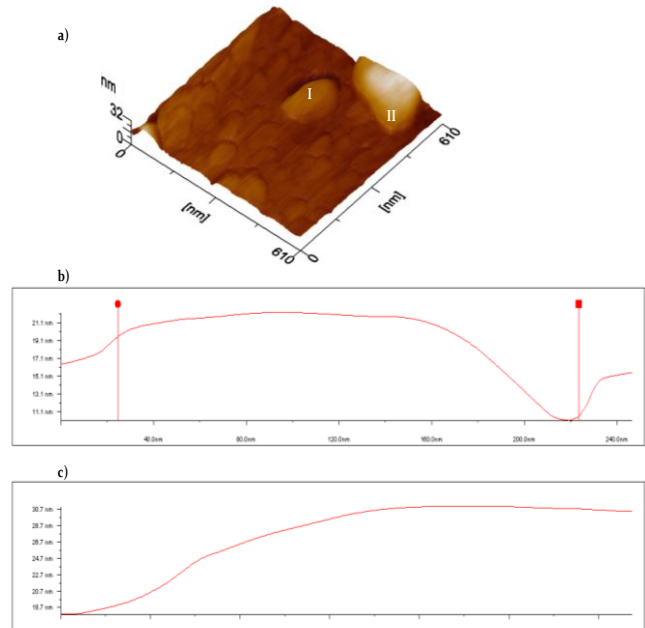 a)
I
II
nm
32
0
0
[nm]
610
0
[nm]
610
b)
21.1 nm
19.1 nm
17.1 nm
15.1 nm
13.1 nm
11.1 nm
40.0nm
80.0nm
120.0nm
160.0nm
200.0nm
240.0nm
c)
30.7 nm
28.7 nm
26.7 nm
24.7 nm
22.7 nm
20.7 nm
18.7 nm